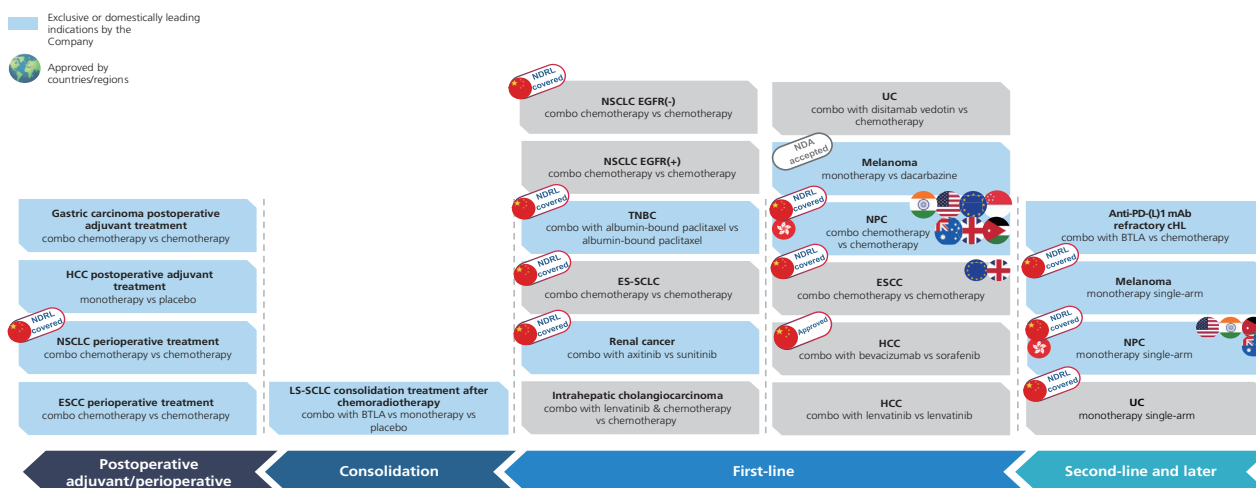 Exclusive or domestically leading
indications by the
Company
Approved by
countries/regions
Gastric carcinoma postoperative
adjuvant treatment
combo chemotherapy vs chemotherapy
HCC postoperative adjuvant
treatment
monotherapy vs placebo
NDRL
covered
NSCLC perioperative treatment
combo chemotherapy vs chemotherapy
ESCC perioperative treatment
combo chemotherapy vs chemotherapy
LS-SCLC consolidation treatment after
chemoradiotherapy
combo with BTLA vs monotherapy vs
placebo
NDRL
covered
NSCLC EGFR(-)
combo chemotherapy vs chemotherapy
NSCLC EGFR(+)
combo chemotherapy vs chemotherapy
NDRL
covered
TNBC
combo with albumin-bound paclitaxel vs
albumin-bound paclitaxel
NDRL
covered
ES-SCLC
combo chemotherapy vs chemotherapy
NDRL
covered
Renal cancer
combo with axitinib vs sunitinib
Intrahepatic cholangiocarcinoma
combo with lenvatinib & chemotherapy
vs chemotherapy
UC
combo with disitamab vedotin vs
chemotherapy
NDA
accepted
Melanoma
monotherapy vs dacarbazine
NDRL
covered
NPC
combo chemotherapy
vs chemotherapy
NDRL
covered
ESCC
combo chemotherapy vs chemotherapy
Approved
HCC
combo with bevacizumab vs sorafenib
HCC
combo with lenvatinib vs lenvatinib
Anti-PD-(L)1 mAb
refractory cHL
combo with BTLA vs chemotherapy
NDRL
covered
Melanoma
monotherapy single-arm
NDRL
covered
NPC
monotherapy single-arm
NDRL
covered
UC
monotherapy single-arm
Postoperative
adjuvant/perioperative
Consolidation
First-line
Second-line and later